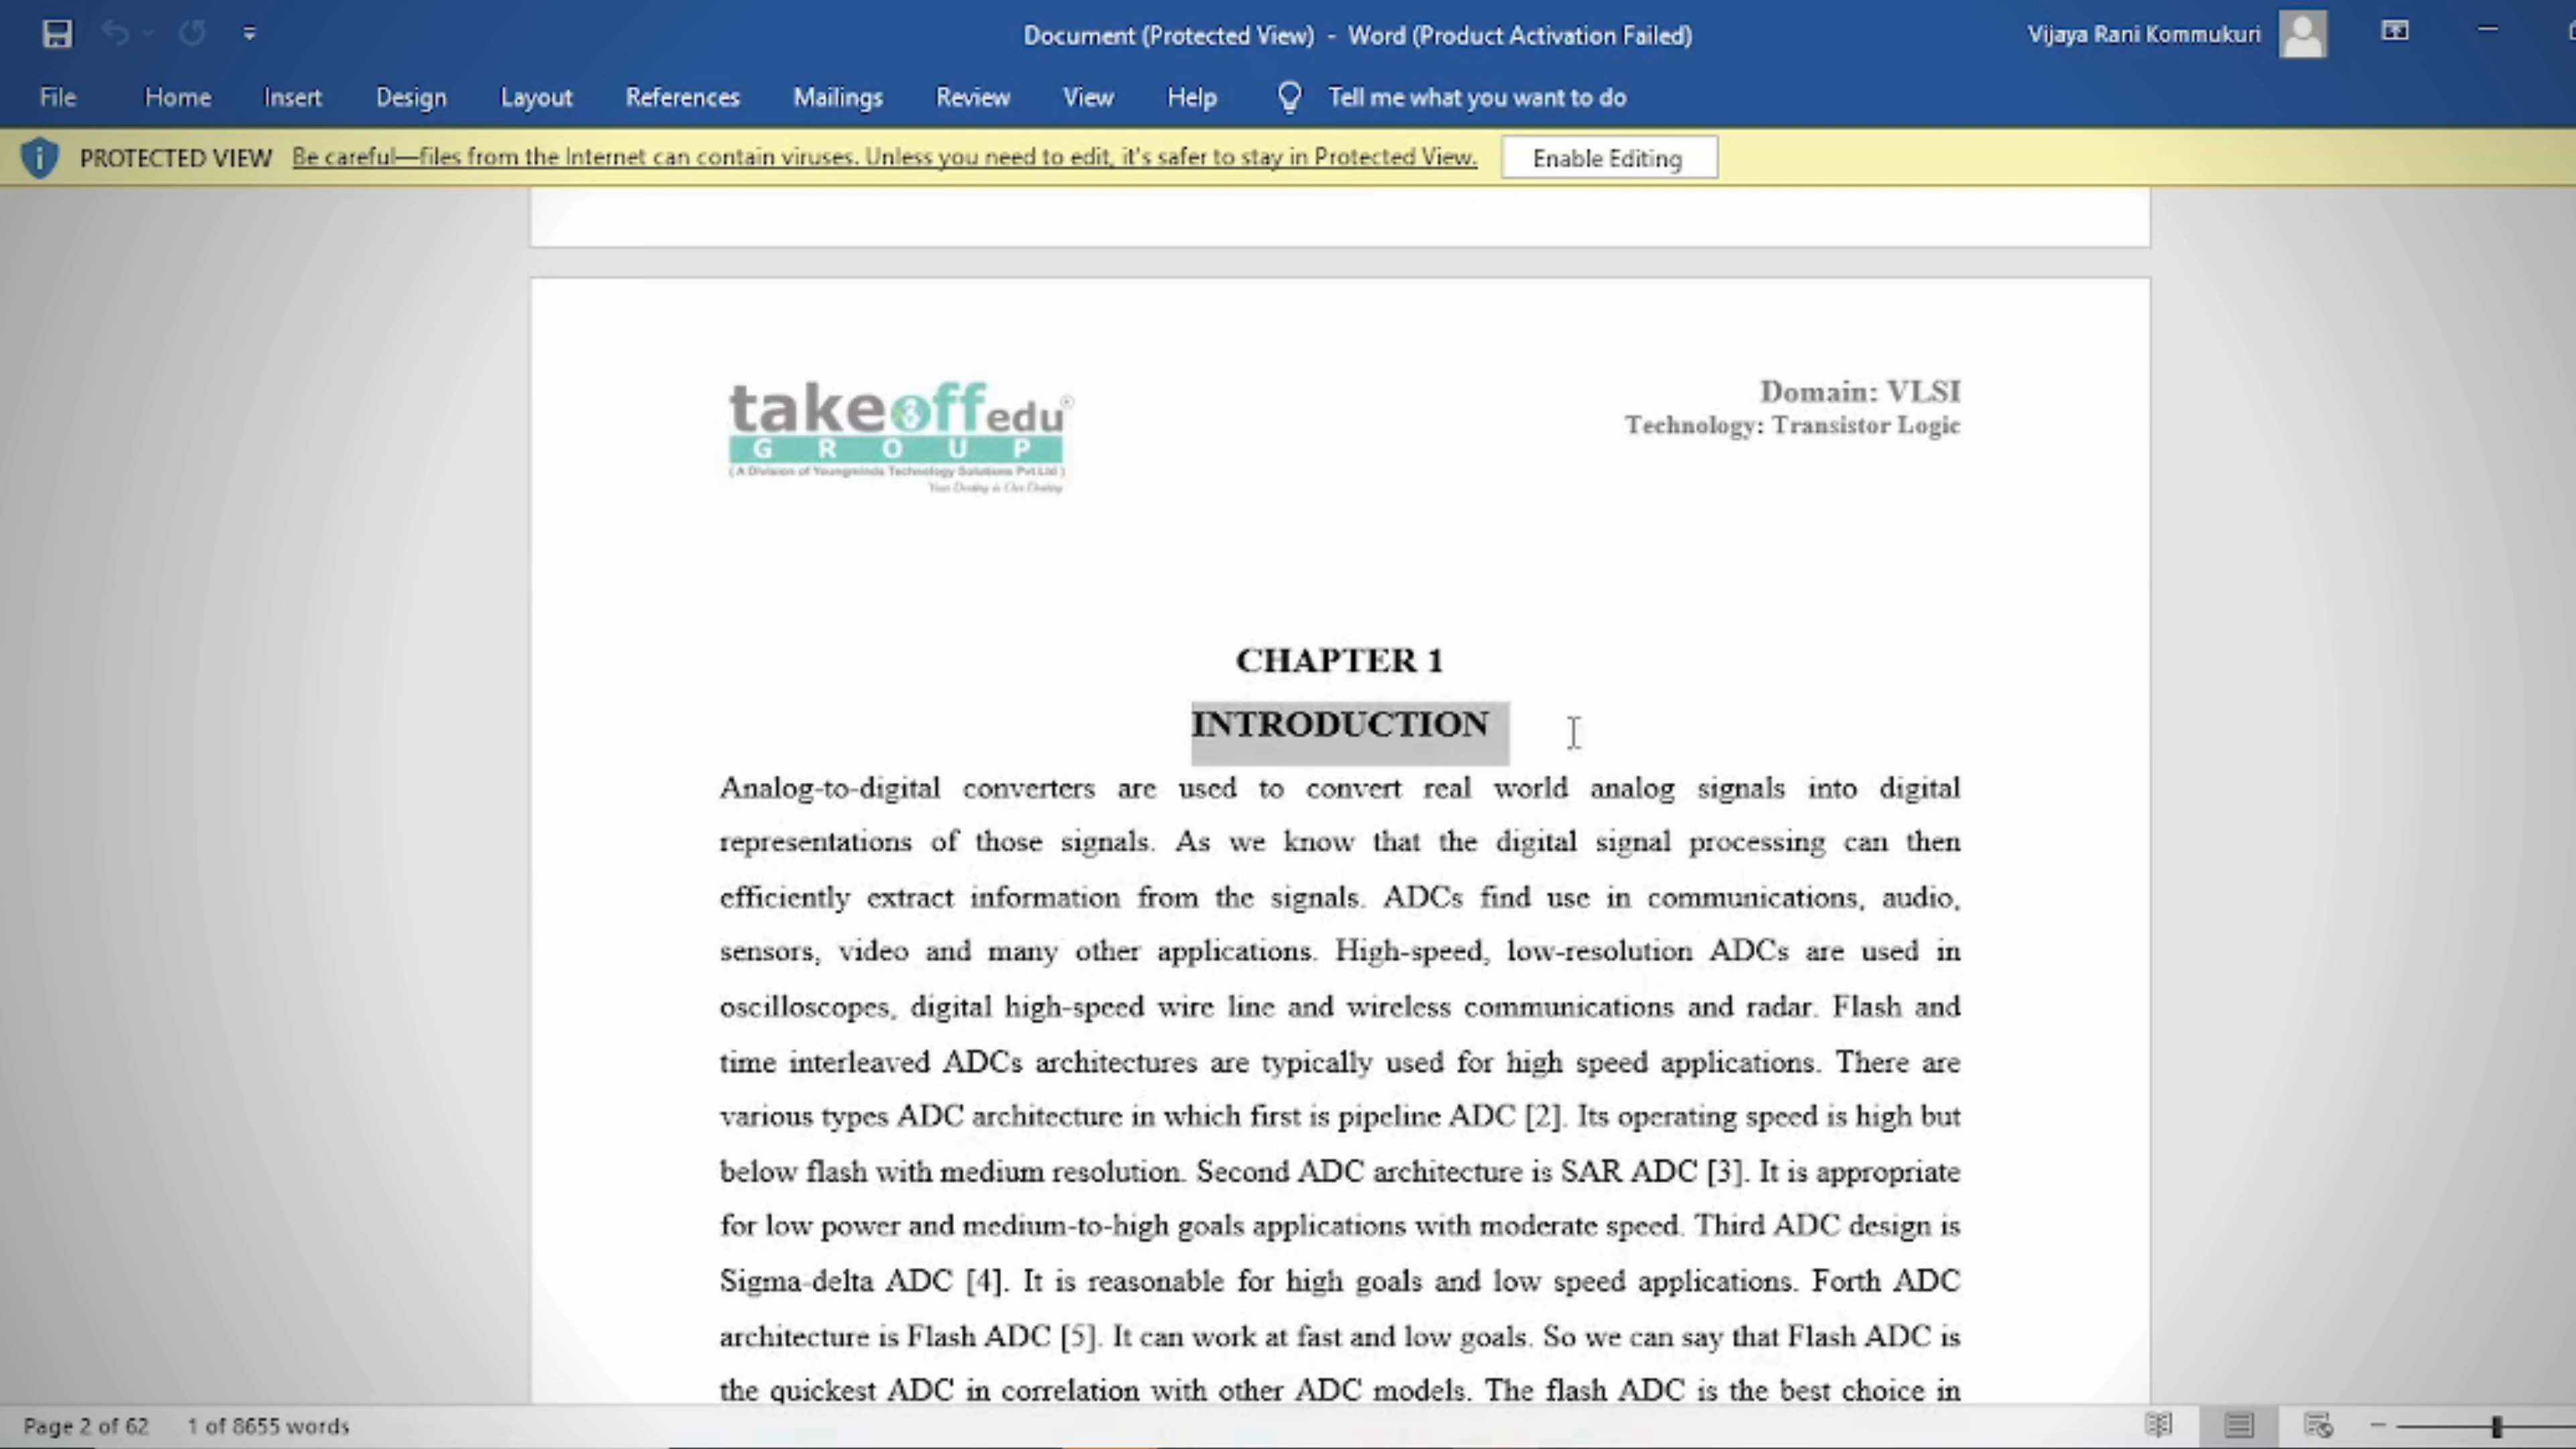 Document (Protected View) - Word (Product Activation Failed)
Vijaya Rani Kommukuri
File Home Insert Design Layout References Mailings Review View Help Tell me what you want to do
PROTECTED VIEW Be careful—files from the Internet can contain viruses. Unless you need to edit, it's safer to stay in Protected View. Enable Editing
takeoff edu®
GROUP
(A Division of Youngminds Technology Solutions Pvt.Ltd)
Your Destiny is Our Destiny
Domain: VLSI
Technology: Transistor Logic
CHAPTER 1
INTRODUCTION
Analog-to-digital converters are used to convert real world analog signals into digital
representations of those signals. As we know that the digital signal processing can then
efficiently extract information from the signals. ADCs find use in communications, audio,
sensors, video and many other applications. High-speed, low-resolution ADCs are used in
oscilloscopes, digital high-speed wire line and wireless communications and radar. Flash and
time interleaved ADCs architectures are typically used for high speed applications. There are
various types ADC architecture in which first is pipeline ADC [2]. Its operating speed is high but
below flash with medium resolution. Second ADC architecture is SAR ADC [3]. It is appropriate
for low power and medium-to-high goals applications with moderate speed. Third ADC design is
Sigma-delta ADC [4]. It is reasonable for high goals and low speed applications. Forth ADC
architecture is Flash ADC [5]. It can work at fast and low goals. So we can say that Flash ADC is
the quickest ADC in correlation with other ADC models. The flash ADC is the best choice in
Page 2 of 62 1 of 8655 words